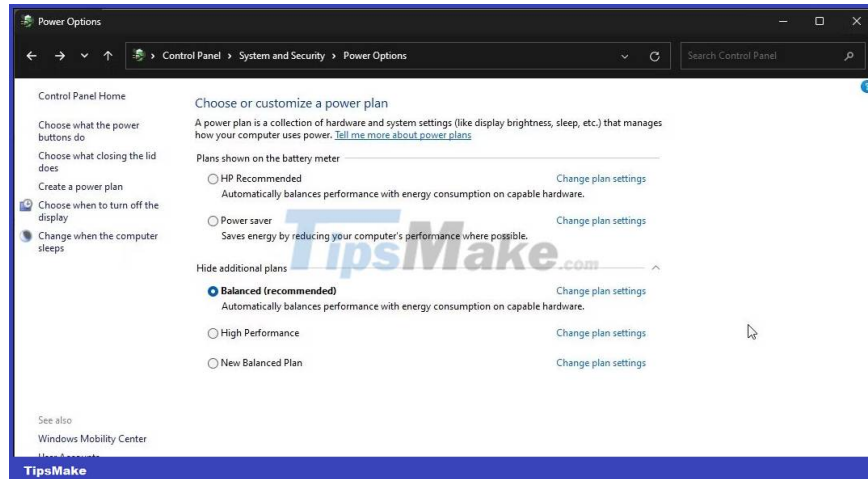 Power Options
Control Panel > System and Security > Power Options
Search Control Panel
Control Panel Home
Choose what the power
buttons do
Choose what closing the lid
does
Create a power plan
Choose when to turn off the
display
Change when the computer
sleeps
Choose or customize a power plan
A power plan is a collection of hardware and system settings (like display brightness, sleep, etc.) that manages
how your computer uses power. Tell me more about power plans
Plans shown on the battery meter
HP Recommended Change plan settings
Automatically balances performance with energy consumption on capable hardware.
Power saver Change plan settings
Saves energy by reducing your computer's performance where possible.
TipsMake.com
Hide additional plans
Balanced (recommended) Change plan settings
Automatically balances performance with energy consumption on capable hardware.
High Performance Change plan settings
New Balanced Plan Change plan settings
See also
Windows Mobility Center
User Accounts
TipsMake